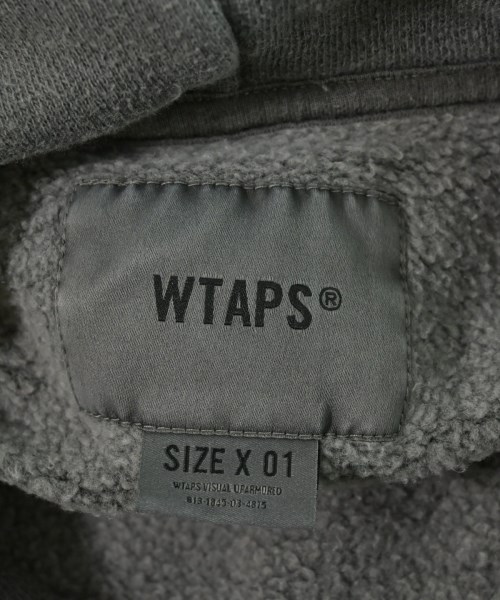 WTAPS®
SIZE X 01
WTAPS VISUAL UPARMORED